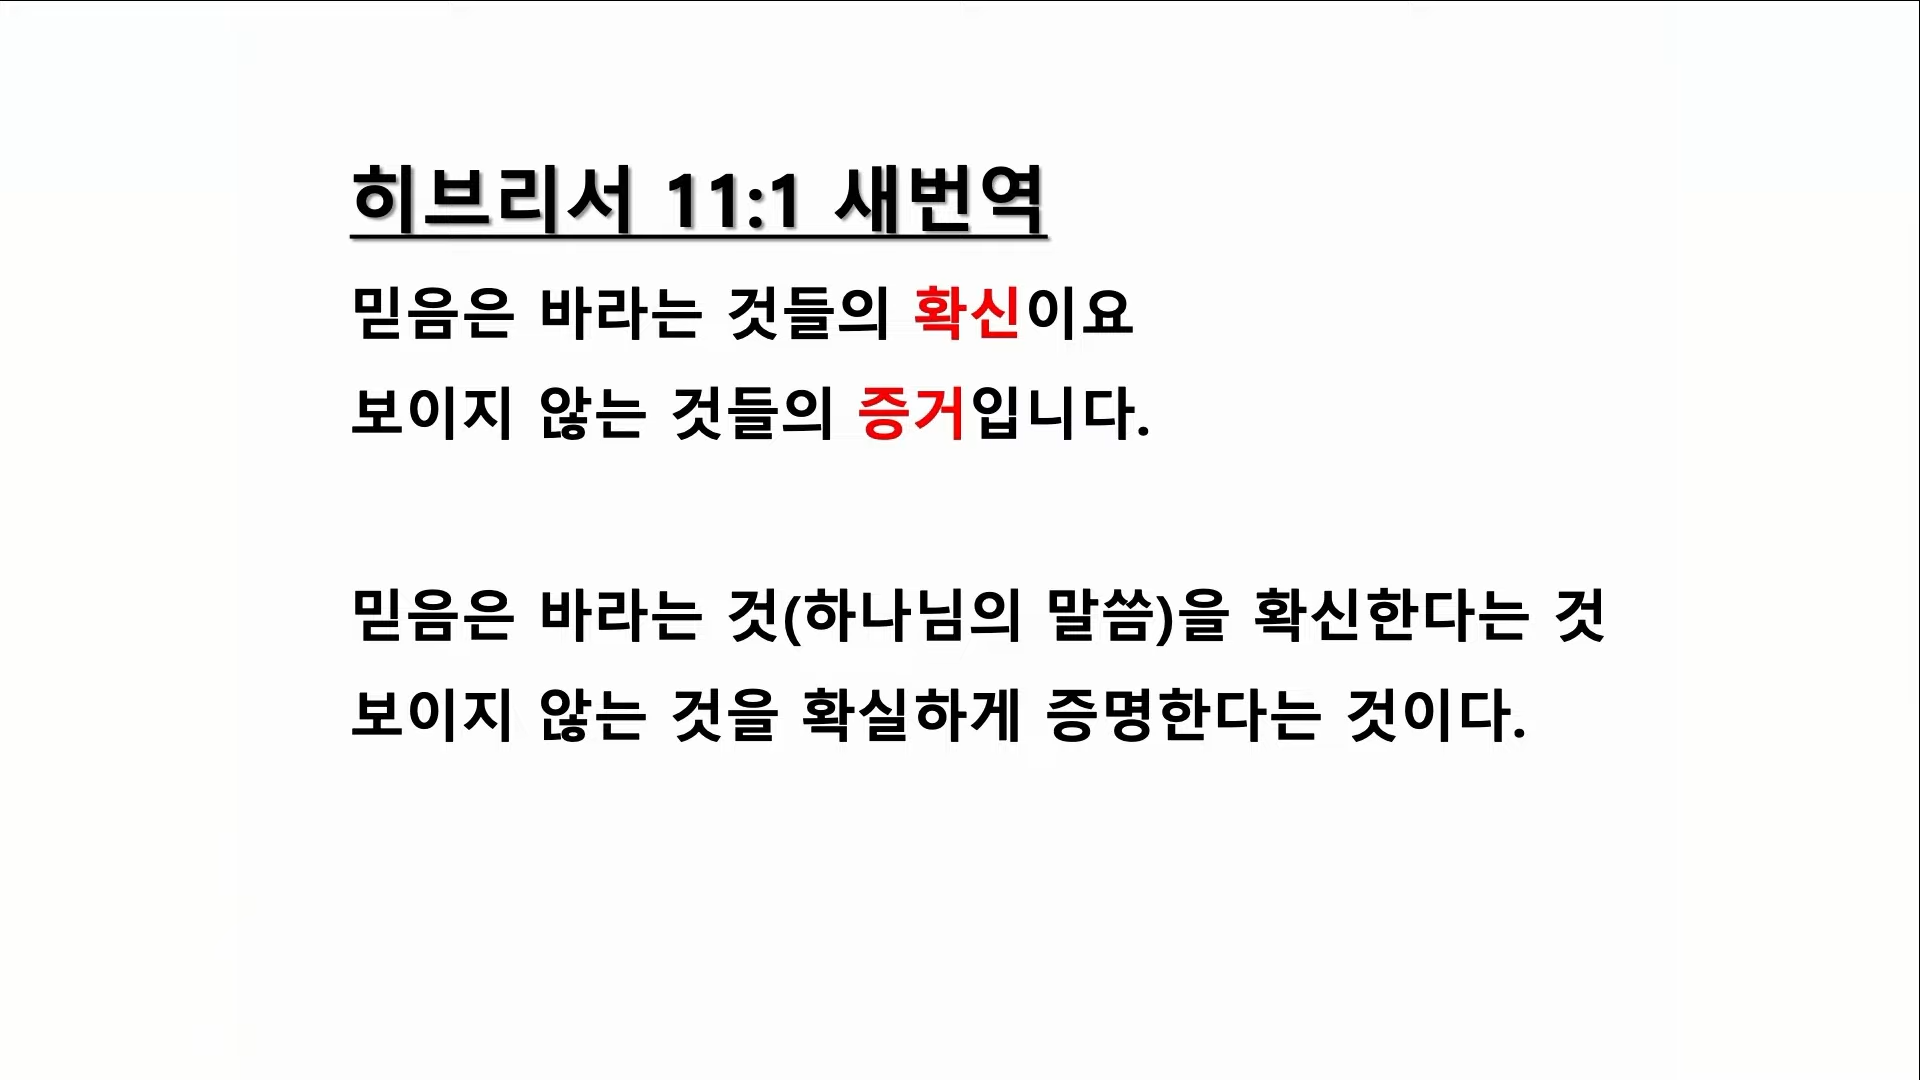 히브리서 11:1 새번역
믿음은 바라는 것들의 확신이요
보이지 않는 것들의 증거입니다.
믿음은 바라는 것(하나님의 말씀)을 확신한다는 것
보이지 않는 것을 확실하게 증명한다는 것이다.